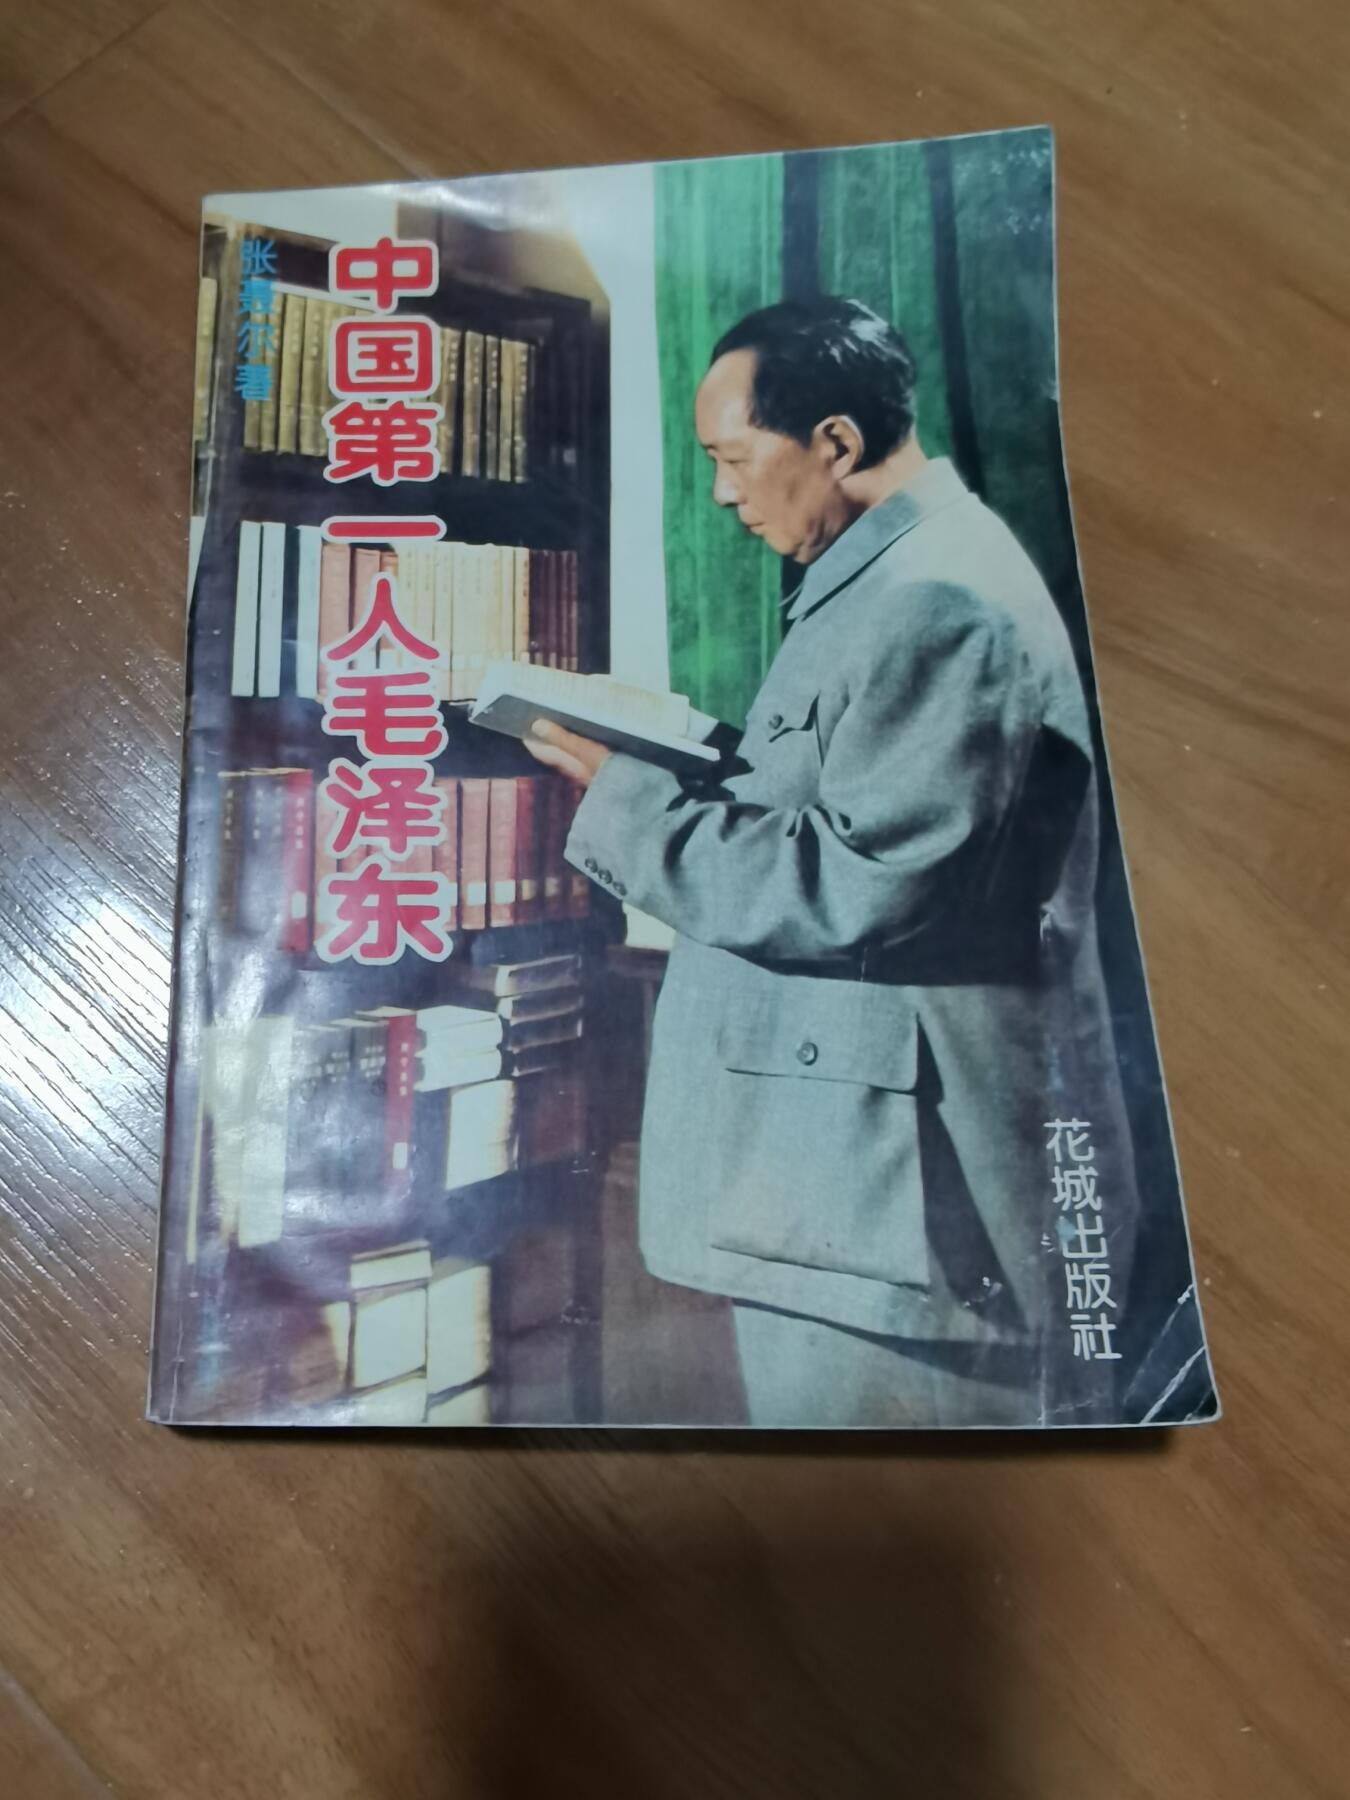 中国第一人毛泽东
张聂尔著
花城出版社